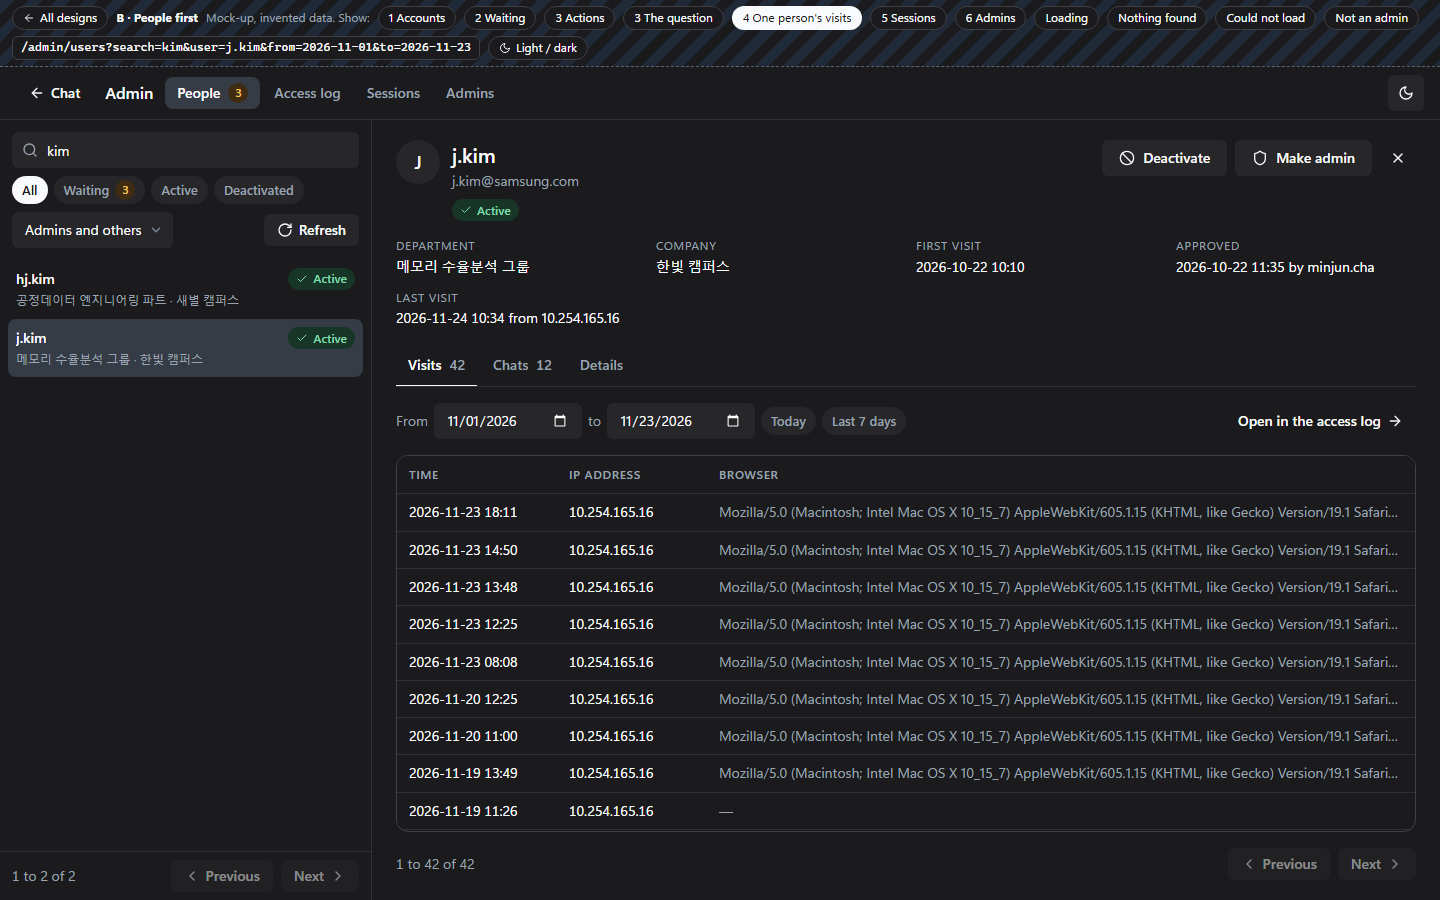 All designs
B · People first
Mock-up, invented data. Show:
1 Accounts
2 Waiting
3 Actions
3 The question
4 One person's visits
5 Sessions
6 Admins
Loading
Nothing found
Could not load
Not an admin
/admin/users?search=kim&user=j.kim&from=2026-11-01&to=2026-11-23
Light / dark
Chat
Admin
People 3
Access log
Sessions
Admins
kim
All
Waiting 3
Active
Deactivated
Admins and others
Refresh
hj.kim
Active
공정데이터 엔지니어링 파트 · 새별 캠퍼스
j.kim
Active
메모리 수율분석 그룹 · 한빛 캠퍼스
1 to 2 of 2
Previous
Next
J
j.kim
j.kim@samsung.com
Active
Deactivate
Make admin
DEPARTMENT
메모리 수율분석 그룹
COMPANY
한빛 캠퍼스
FIRST VISIT
2026-10-22 10:10
APPROVED
2026-10-22 11:35 by minjun.cha
LAST VISIT
2026-11-24 10:34 from 10.254.165.16
Visits 42
Chats 12
Details
From 11/01/2026 to 11/23/2026
Today
Last 7 days
Open in the access log
TIME IP ADDRESS BROWSER
2026-11-23 18:11 10.254.165.16 Mozilla/5.0 (Macintosh; Intel Mac OS X 10_15_7) AppleWebKit/605.1.15 (KHTML, like Gecko) Version/19.1 Safari...
2026-11-23 14:50 10.254.165.16 Mozilla/5.0 (Macintosh; Intel Mac OS X 10_15_7) AppleWebKit/605.1.15 (KHTML, like Gecko) Version/19.1 Safari...
2026-11-23 13:48 10.254.165.16 Mozilla/5.0 (Macintosh; Intel Mac OS X 10_15_7) AppleWebKit/605.1.15 (KHTML, like Gecko) Version/19.1 Safari...
2026-11-23 12:25 10.254.165.16 Mozilla/5.0 (Macintosh; Intel Mac OS X 10_15_7) AppleWebKit/605.1.15 (KHTML, like Gecko) Version/19.1 Safari...
2026-11-23 08:08 10.254.165.16 Mozilla/5.0 (Macintosh; Intel Mac OS X 10_15_7) AppleWebKit/605.1.15 (KHTML, like Gecko) Version/19.1 Safari...
2026-11-20 12:25 10.254.165.16 Mozilla/5.0 (Macintosh; Intel Mac OS X 10_15_7) AppleWebKit/605.1.15 (KHTML, like Gecko) Version/19.1 Safari...
2026-11-20 11:00 10.254.165.16 Mozilla/5.0 (Macintosh; Intel Mac OS X 10_15_7) AppleWebKit/605.1.15 (KHTML, like Gecko) Version/19.1 Safari...
2026-11-19 13:49 10.254.165.16 Mozilla/5.0 (Macintosh; Intel Mac OS X 10_15_7) AppleWebKit/605.1.15 (KHTML, like Gecko) Version/19.1 Safari...
2026-11-19 11:26 10.254.165.16 —
1 to 42 of 42
Previous
Next